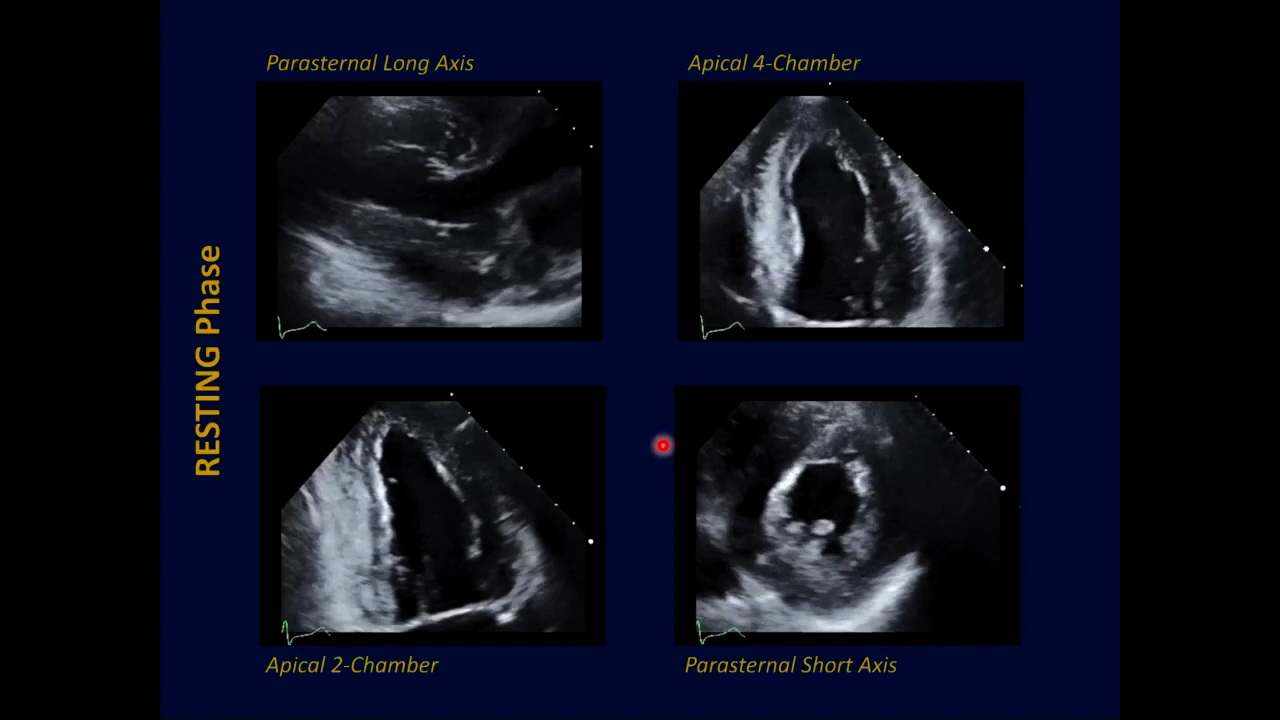 Parasternal Long Axis
Apical 4-Chamber
RESTING Phase
Apical 2-Chamber
Parasternal Short Axis